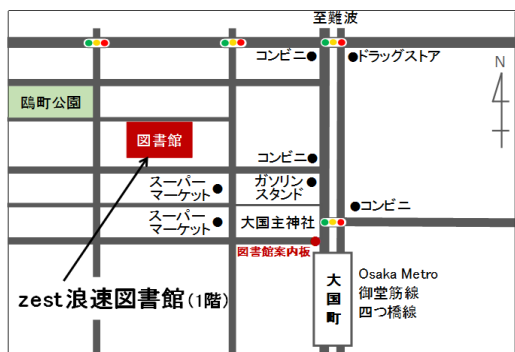 至難波
コンビニ
ドラッグストア
N
鴎町公園
図書館
コンビニ
スーパー
マーケット
ガソリン
スタンド
コンビニ
スーパー
マーケット
大国主神社
図書館案内板
zest浪速図書館(1階)
大国町
Osaka Metro
御堂筋線
四つ橋線